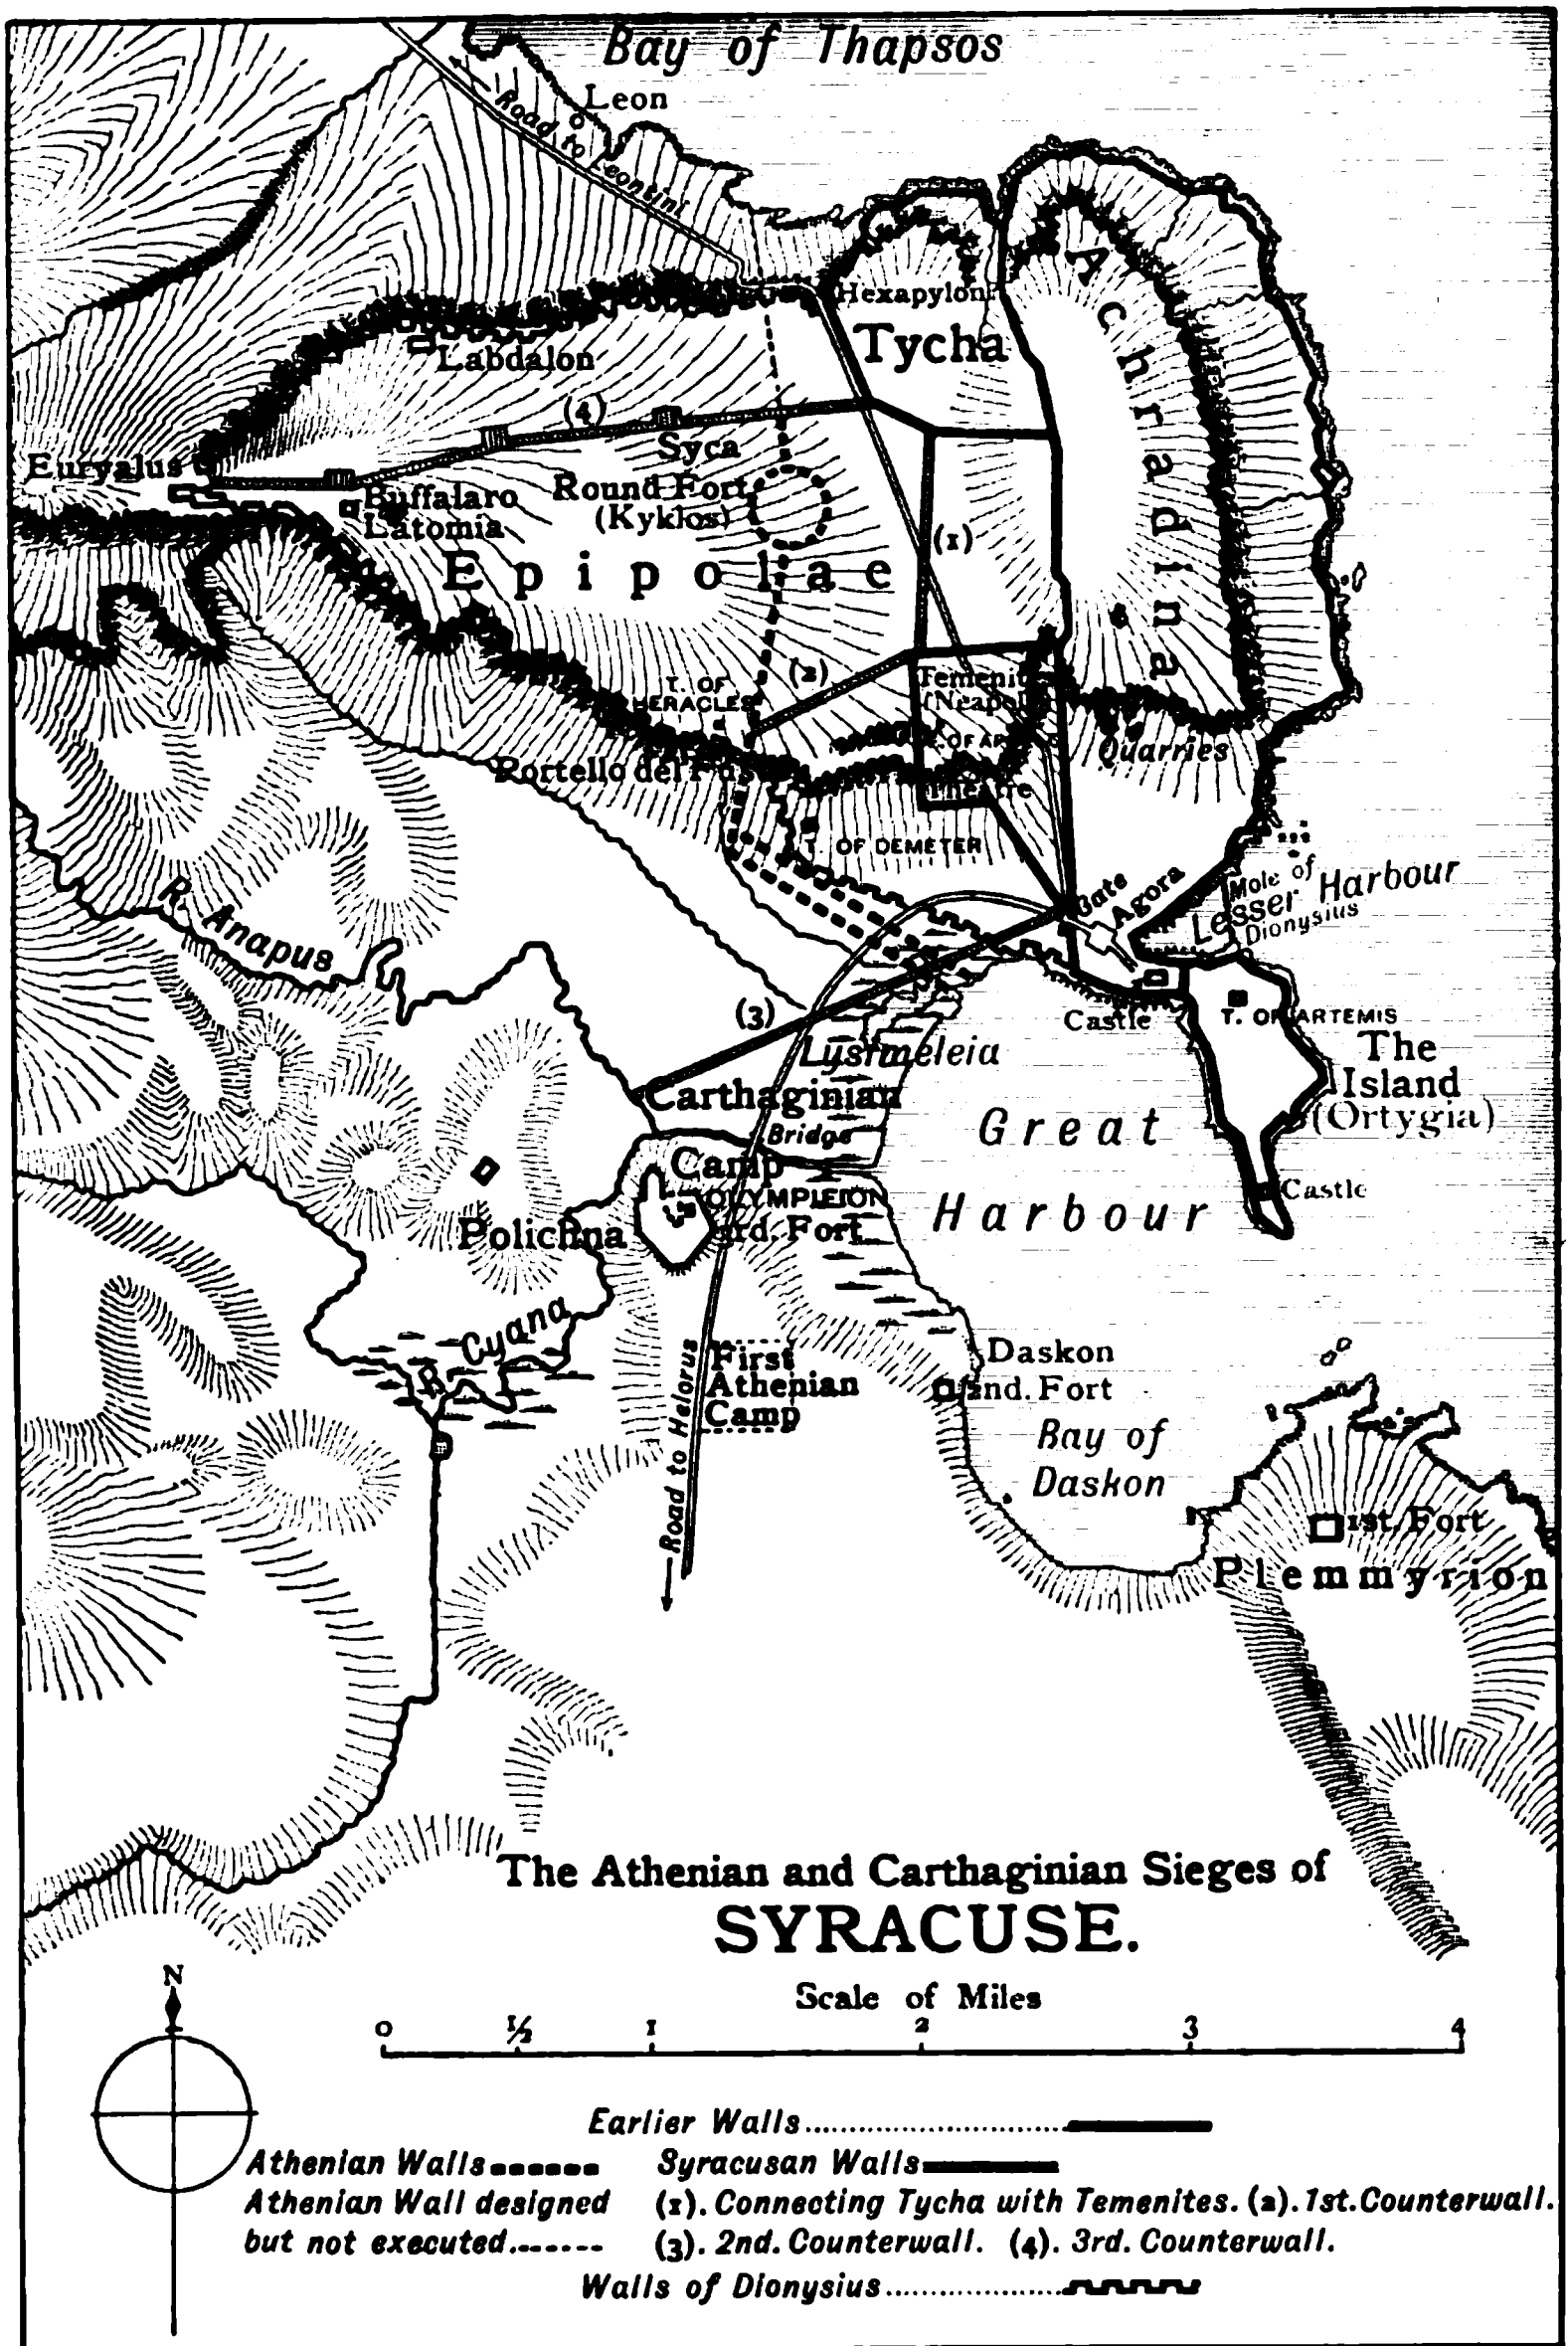 Bay of Thapsos
Leon
Road to Leontini
Achradina
Hexapylon
Tycha
Labdalon
(4)
Syca
Euryalus
Buffalaro
Latomia
Round Fort
(Kyklos)
Epipolae
(1)
(2)
T. OF
HERACLES
Quarries
Portello del
Theatre
T. OF DEMETER
Gate
Agora
Mole of
Lesser Harbour
Dionysius
R. Anapus
(3)
Castle
T. OF ARTEMIS
Lysimeleia
The
Island
(Ortygia)
Carthaginian
Bridge
Camp
Great
Harbour
OLYMPIEION
Castle
Polichna
3rd. Fort
R. Cyana
First
Athenian
Camp
Road to Helorus
Daskon
2nd. Fort
Bay of
Daskon
1st. Fort
Plemmyrion
The Athenian and Carthaginian Sieges of
SYRACUSE.
N
Scale of Miles
0 ½ 1 2 3 4
Earlier Walls
Athenian Walls Syracusan Walls
Athenian Wall designed (1). Connecting Tycha with Temenites. (2). 1st. Counterwall.
but not executed (3). 2nd. Counterwall. (4). 3rd. Counterwall.
Walls of Dionysius